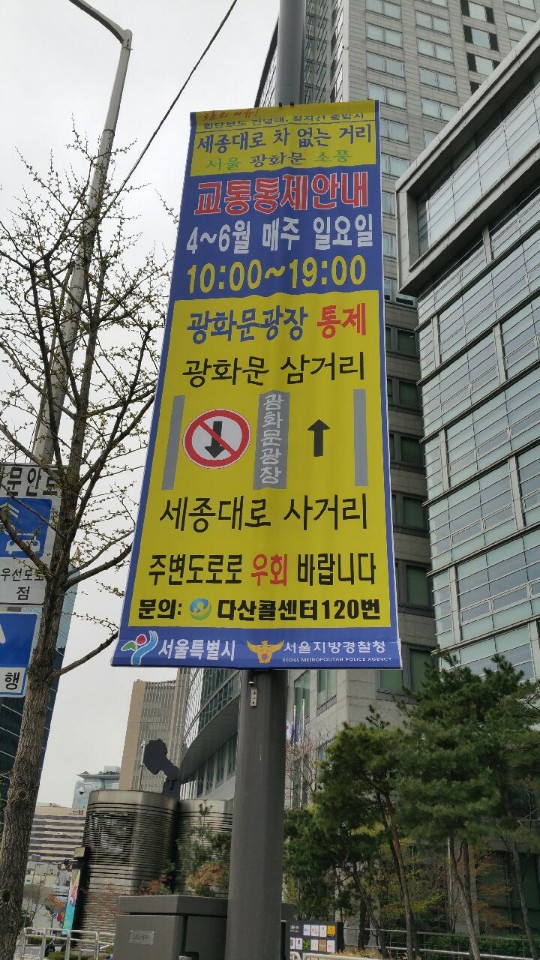 세종대로 차 없는 거리
서울 광화문 소풍
교통통제안내
4~6월 매주 일요일
10:00~19:00
광화문광장 통제
광화문 삼거리
광화문광장
세종대로 사거리
주변도로로 우회 바랍니다
문의: 다산콜센터 120번
서울특별시 서울지방경찰청
SEOUL METROPOLITAN POLICE AGENCY
점
행